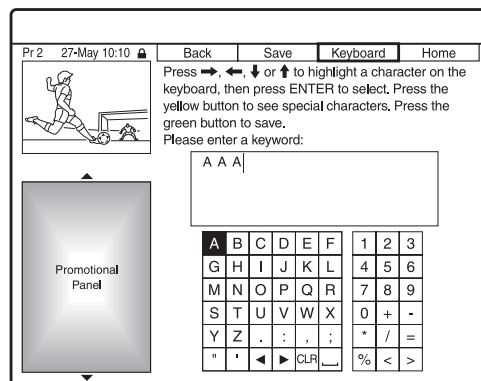 Pr 2 27-May 10:10
Back Save Keyboard Home
Press ➡, ⬅, ⬇ or ⬆ to highlight a character on the
keyboard, then press ENTER to select. Press the
yellow button to see special characters. Press the
green button to save.
Please enter a keyword:
A A A
A B C D E F 1 2 3
G H I J K L 4 5 6
M N O P Q R 7 8 9
S T U V W X 0 + -
Y Z . : , ; * / =
" ' ◀ ▶ CLR ⎵ % < >
Promotional
Panel